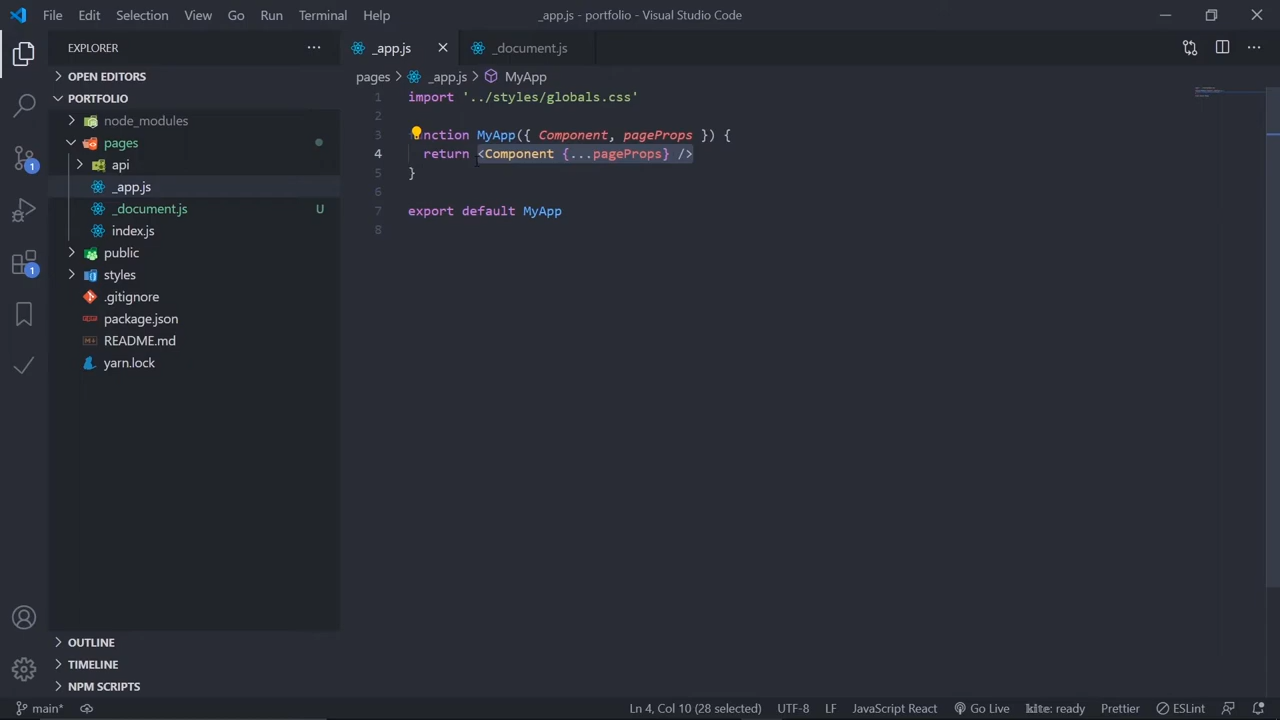 File Edit Selection View Go Run Terminal Help
_app.js - portfolio - Visual Studio Code
EXPLORER
OPEN EDITORS
PORTFOLIO
node_modules
pages
api
_app.js
_document.js U
index.js
public
styles
.gitignore
package.json
README.md
yarn.lock
OUTLINE
TIMELINE
NPM SCRIPTS
1
1
_app.js _document.js
pages > _app.js > MyApp
1 import '../styles/globals.css'
2
3 nction MyApp({ Component, pageProps }) {
4 return <Component {...pageProps} />
5 }
6
7 export default MyApp
8
main* Ln 4, Col 10 (28 selected) UTF-8 LF JavaScript React Go Live kite: ready Prettier ESLint